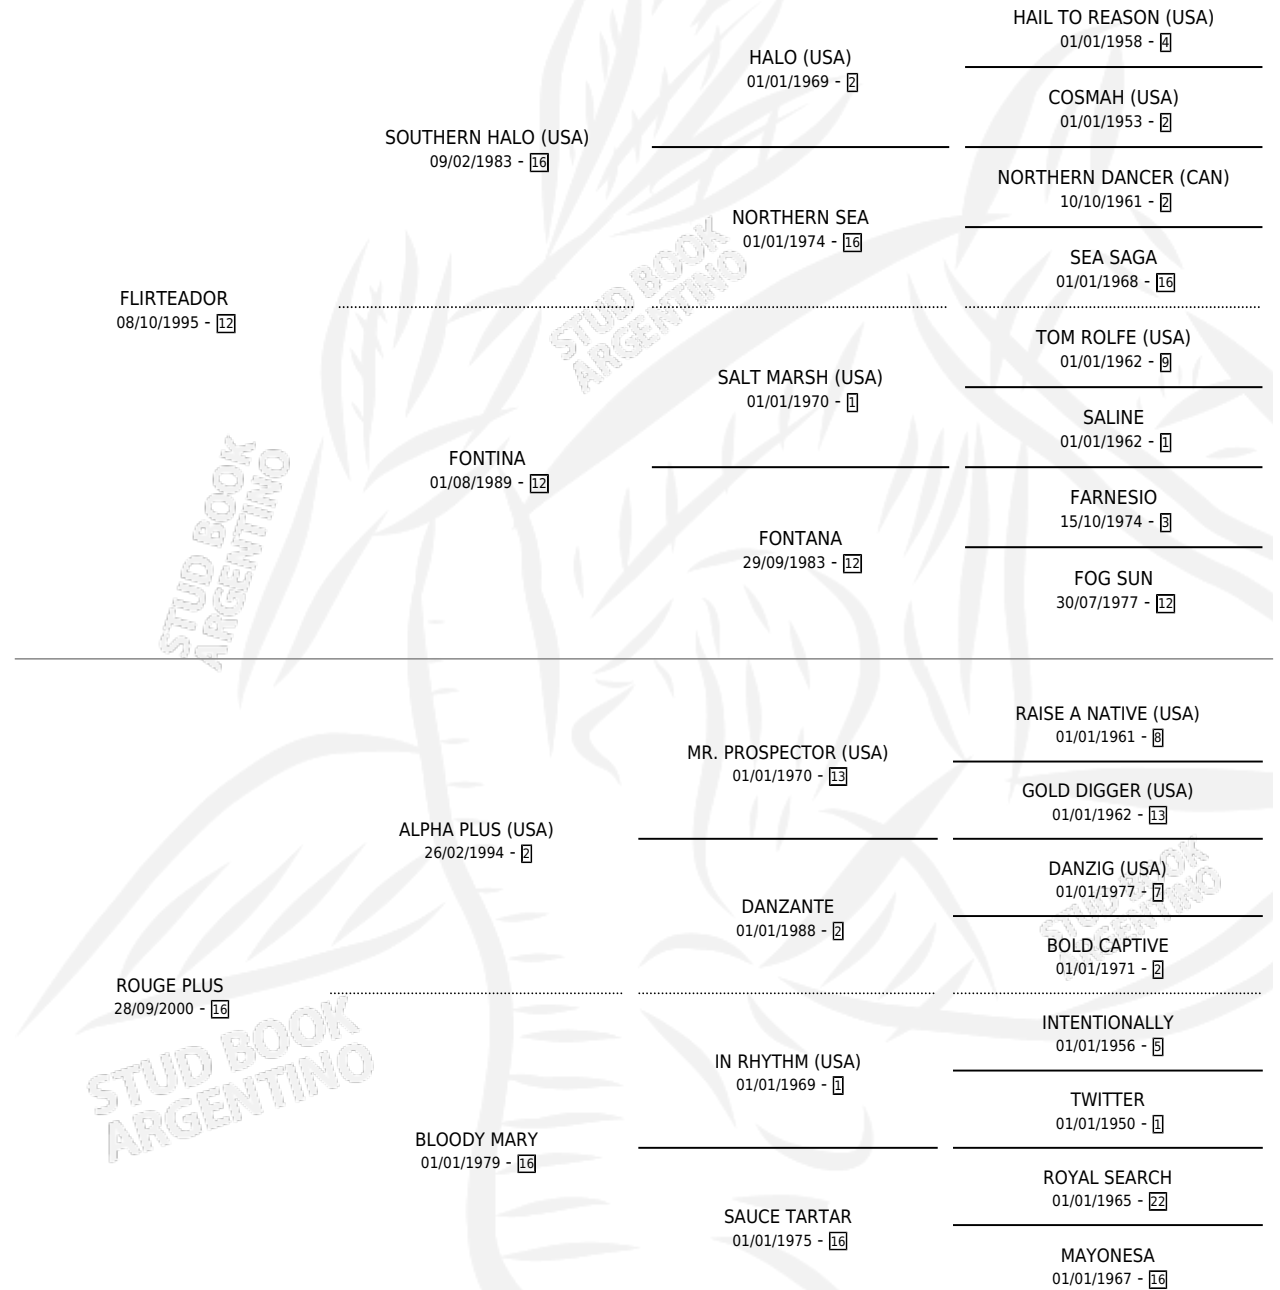 HAIL TO REASON (USA)
01/01/1958 - 4
HALO (USA)
01/01/1969 - 2
COSMAH (USA)
01/01/1953 - 2
SOUTHERN HALO (USA)
09/02/1983 - 16
NORTHERN DANCER (CAN)
10/10/1961 - 2
NORTHERN SEA
01/01/1974 - 16
SEA SAGA
01/01/1968 - 16
FLIRTEADOR
08/10/1995 - 12
TOM ROLFE (USA)
01/01/1962 - 9
SALT MARSH (USA)
01/01/1970 - 1
SALINE
01/01/1962 - 1
FONTINA
01/08/1989 - 12
FARNESIO
15/10/1974 - 3
FONTANA
29/09/1983 - 12
FOG SUN
30/07/1977 - 12
RAISE A NATIVE (USA)
01/01/1961 - 8
MR. PROSPECTOR (USA)
01/01/1970 - 13
GOLD DIGGER (USA)
01/01/1962 - 13
ALPHA PLUS (USA)
26/02/1994 - 2
DANZIG (USA)
01/01/1977 - 7
DANZANTE
01/01/1988 - 2
BOLD CAPTIVE
01/01/1971 - 2
ROUGE PLUS
28/09/2000 - 16
INTENTIONALLY
01/01/1956 - 5
IN RHYTHM (USA)
01/01/1969 - 1
TWITTER
01/01/1950 - 1
BLOODY MARY
01/01/1979 - 16
ROYAL SEARCH
01/01/1965 - 22
SAUCE TARTAR
01/01/1975 - 16
MAYONESA
01/01/1967 - 16
STUD BOOK
ARGENTINO
STUD BOOK
ARGENTINO
STUD BOOK
ARGENTINO
STUD BOOK
ARGENTINO